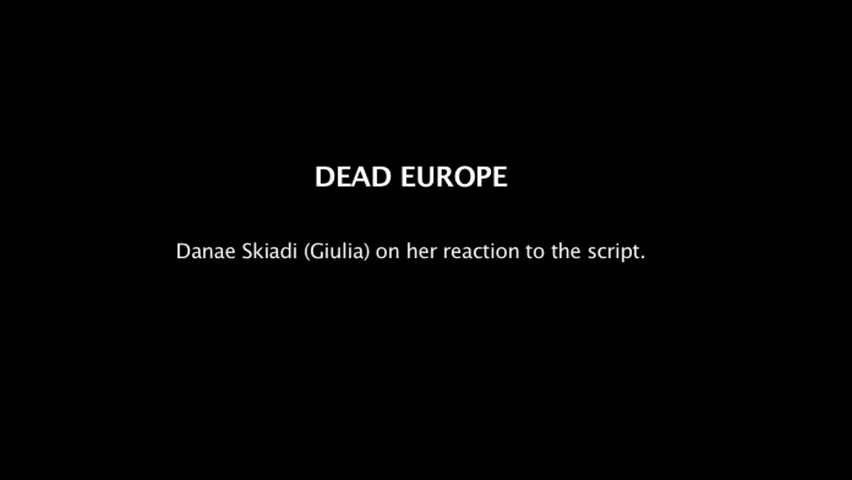 DEAD EUROPE
Danae Skiadi (Giulia) on her reaction to the script.